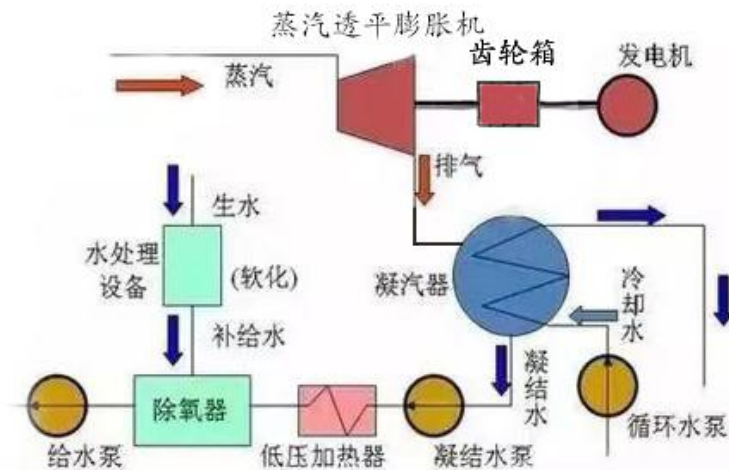 蒸汽透平膨胀机
齿轮箱
发电机
蒸汽
排气
生水
水处理
设备
(软化)
凝汽器
冷却水
补给水
凝结水
除氧器
给水泵
低压加热器
凝结水泵
循环水泵